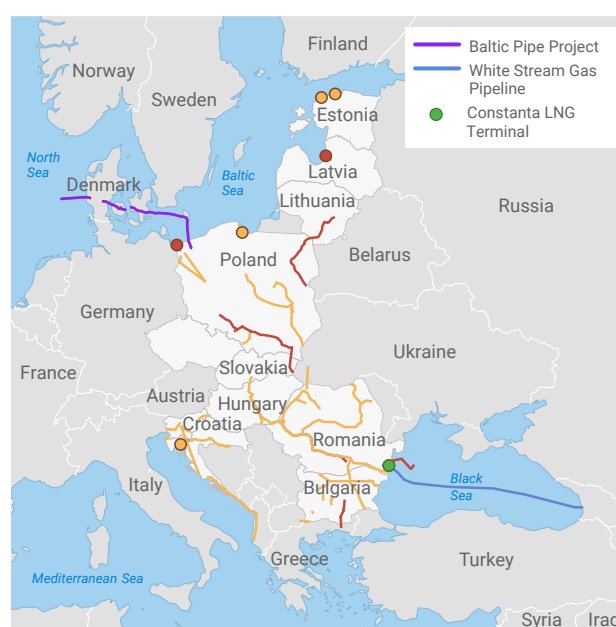 Finland
Norway
Sweden
Baltic Pipe Project
White Stream Gas
Pipeline
Constanta LNG
Terminal
Estonia
North
Sea
Denmark
Baltic
Sea
Latvia
Lithuania
Russia
Belarus
Poland
Germany
Ukraine
France
Slovakia
Austria
Hungary
Croatia
Romania
Italy
Bulgaria
Black
Sea
Greece
Turkey
Mediterranean Sea
Syria
Iraq